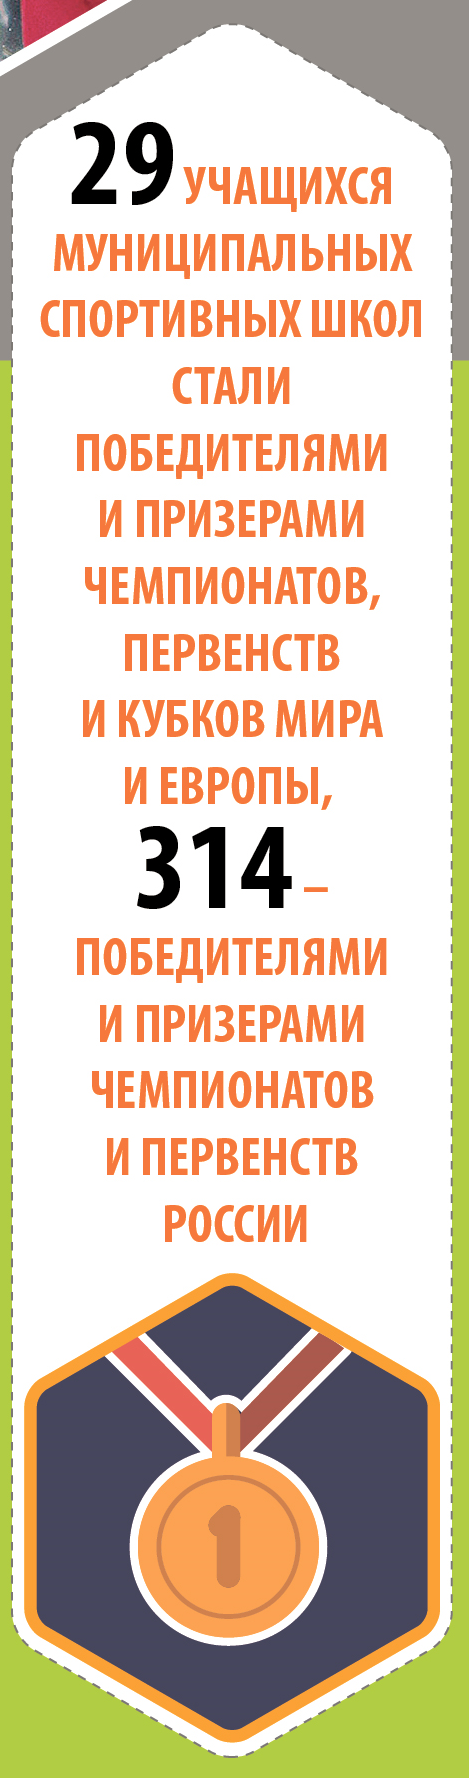 29 УЧАЩИХСЯ
МУНИЦИПАЛЬНЫХ
СПОРТИВНЫХ ШКОЛ
СТАЛИ
ПОБЕДИТЕЛЯМИ
И ПРИЗЕРАМИ
ЧЕМПИОНАТОВ,
ПЕРВЕНСТВ
И КУБКОВ МИРА
И ЕВРОПЫ,
314 –
ПОБЕДИТЕЛЯМИ
И ПРИЗЕРАМИ
ЧЕМПИОНАТОВ
И ПЕРВЕНСТВ
РОССИИ
1